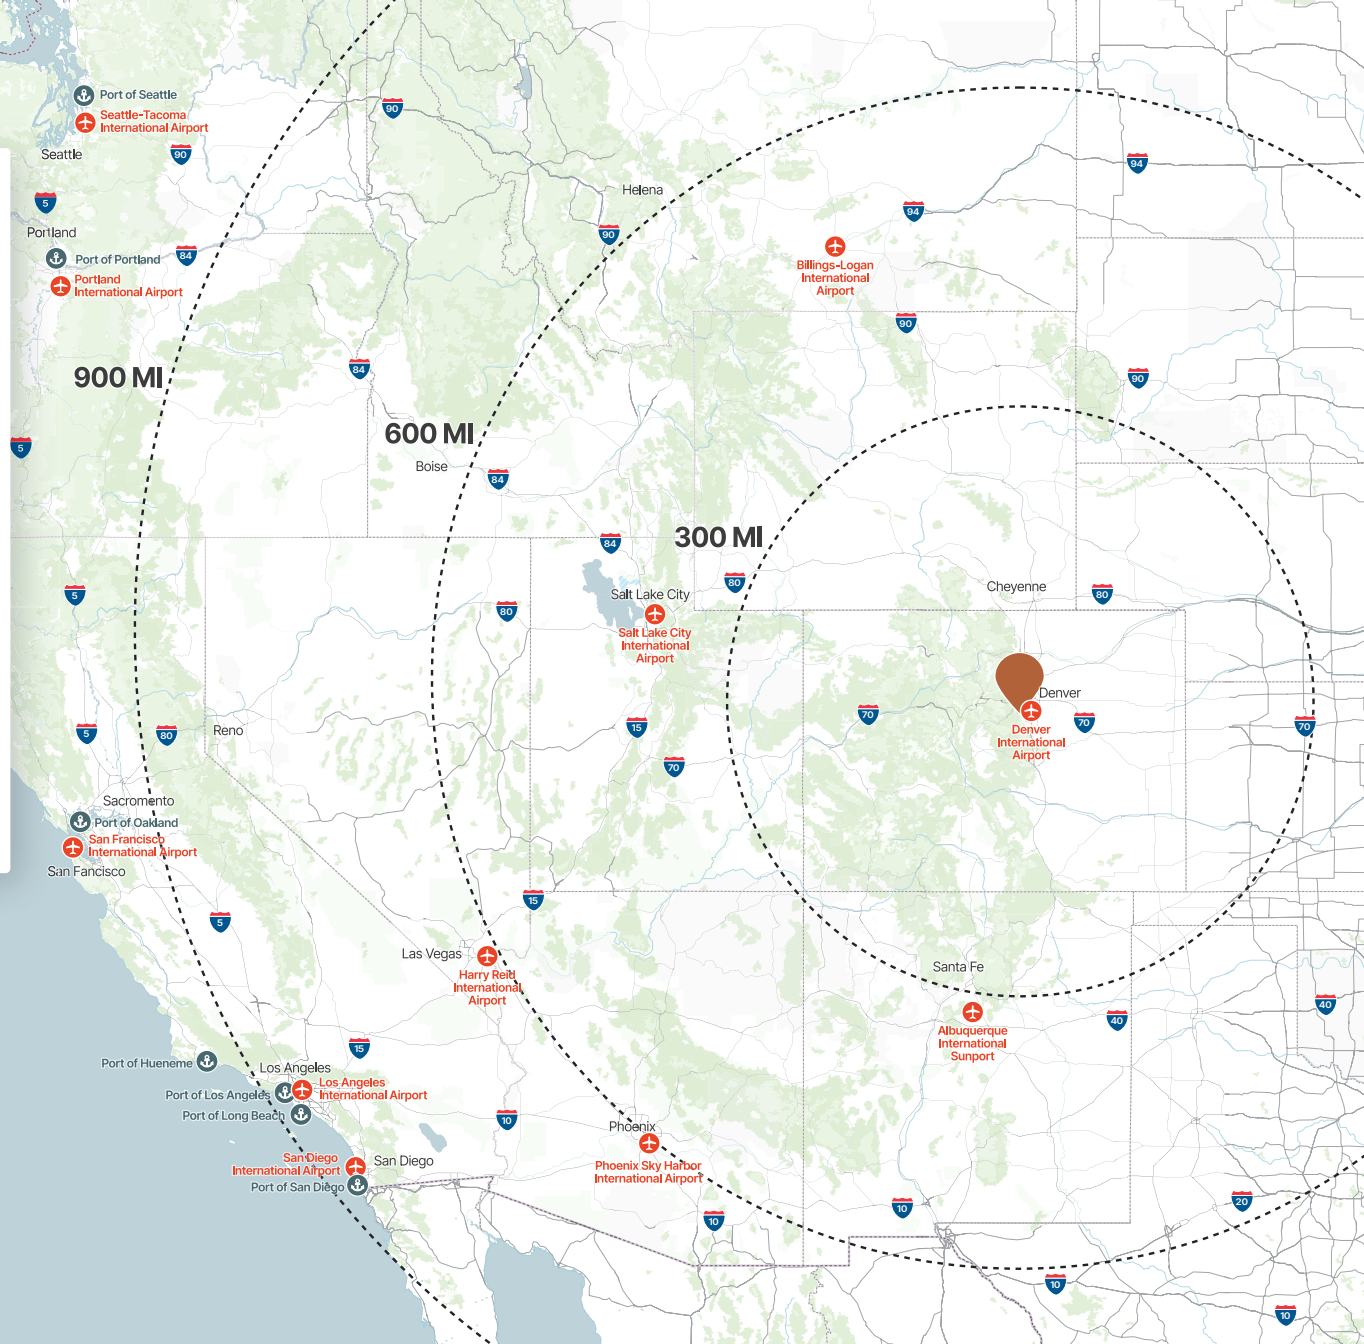 Port of Seattle
Seattle-Tacoma
International Airport
90
90
Seattle
94
Helena
5
94
Portland
90
Port of Portland
84
Billings-Logan
International
Airport
Portland
International Airport
90
84
900 MI
90
600 MI
5
Boise
84
300 MI
84
80
Cheyenne
5
Salt Lake City
80
80
Salt Lake City
International
Airport
Denver
70
70
70
15
Reno
5
80
Denver
International
Airport
70
Sacromento
Port of Oakland
San Francisco
International Airport
San Fancisco
15
5
Las Vegas
Santa Fe
Harry Reid
International
Airport
40
40
Albuquerque
International
Sunport
15
Port of Hueneme
Los Angeles
Los Angeles
International Airport
Port of Los Angeles
Port of Long Beach
10
Phoenix
San Diego
International Airport
San Diego
Phoenix Sky Harbor
International Airport
Port of San Diego
20
10
10
10
10